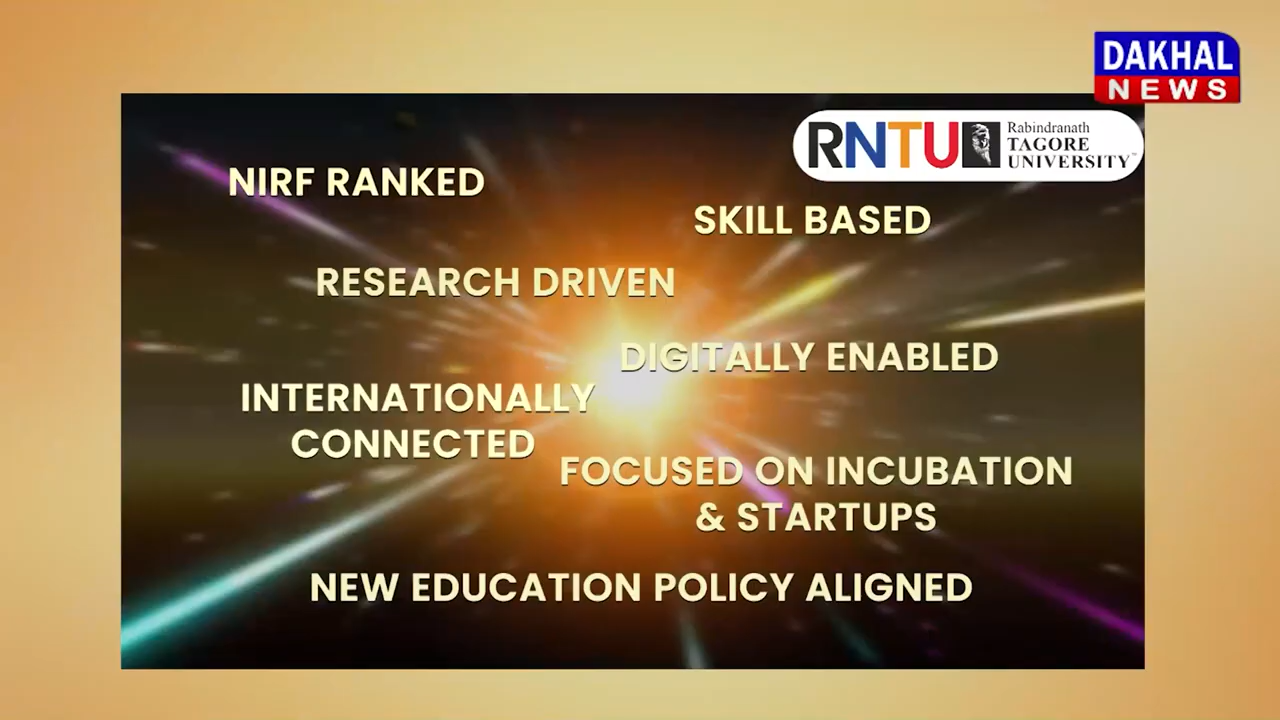 DAKHAL
NEWS
RNTU
Rabindranath
TAGORE
UNIVERSITY™
NIRF RANKED
SKILL BASED
RESEARCH DRIVEN
DIGITALLY ENABLED
INTERNATIONALLY
CONNECTED
FOCUSED ON INCUBATION
& STARTUPS
NEW EDUCATION POLICY ALIGNED